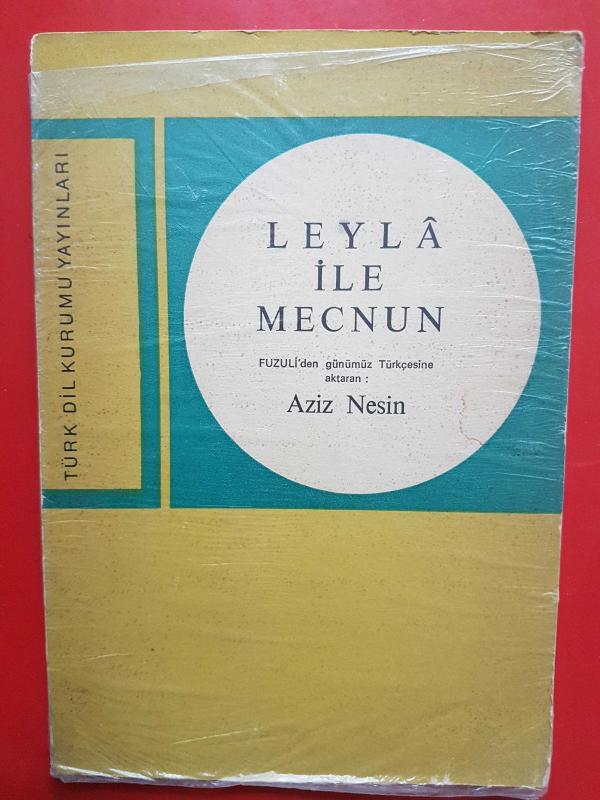 TÜRK DİL KURUMU YAYINLARI
LEYLÂ
İLE
MECNUN
FUZULİ'den günümüz Türkçesine
aktaran :
Aziz Nesin